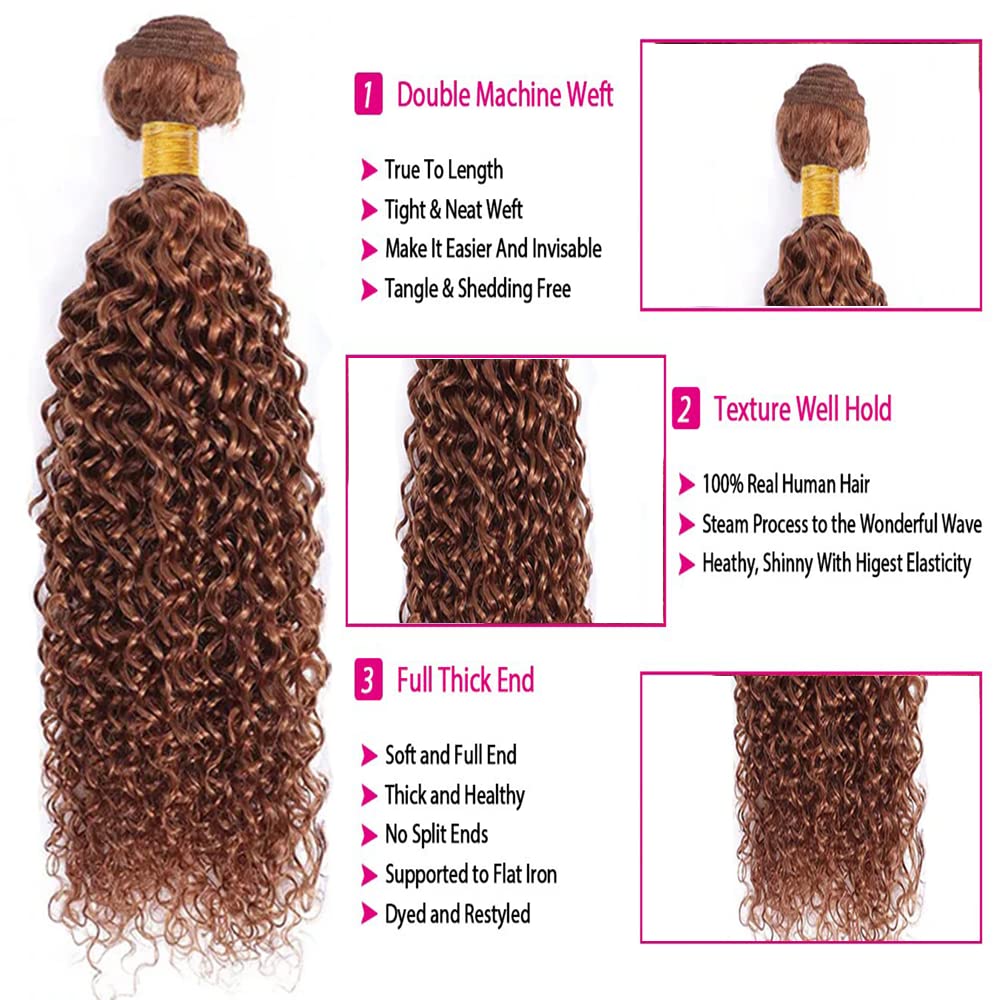 1 Double Machine Weft
True To Length
Tight & Neat Weft
Make It Easier And Invisable
Tangle & Shedding Free
2 Texture Well Hold
100% Real Human Hair
Steam Process to the Wonderful Wave
Heathy, Shinny With Higest Elasticity
3 Full Thick End
Soft and Full End
Thick and Healthy
No Split Ends
Supported to Flat Iron
Dyed and Restyled